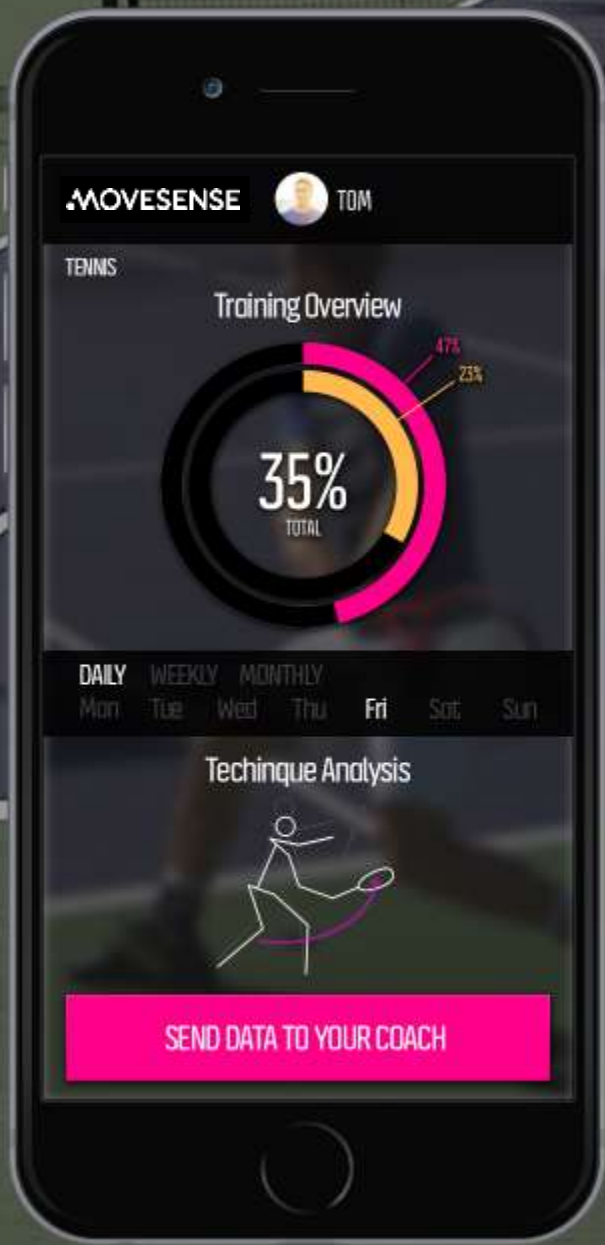 MOVESENSE TOM
TENNIS
Training Overview
47%
23%
35%
TOTAL
DAILY WEEKLY MONTHLY
Mon Tue Wed Thu Fri Sat Sun
Techinque Analysis
SEND DATA TO YOUR COACH